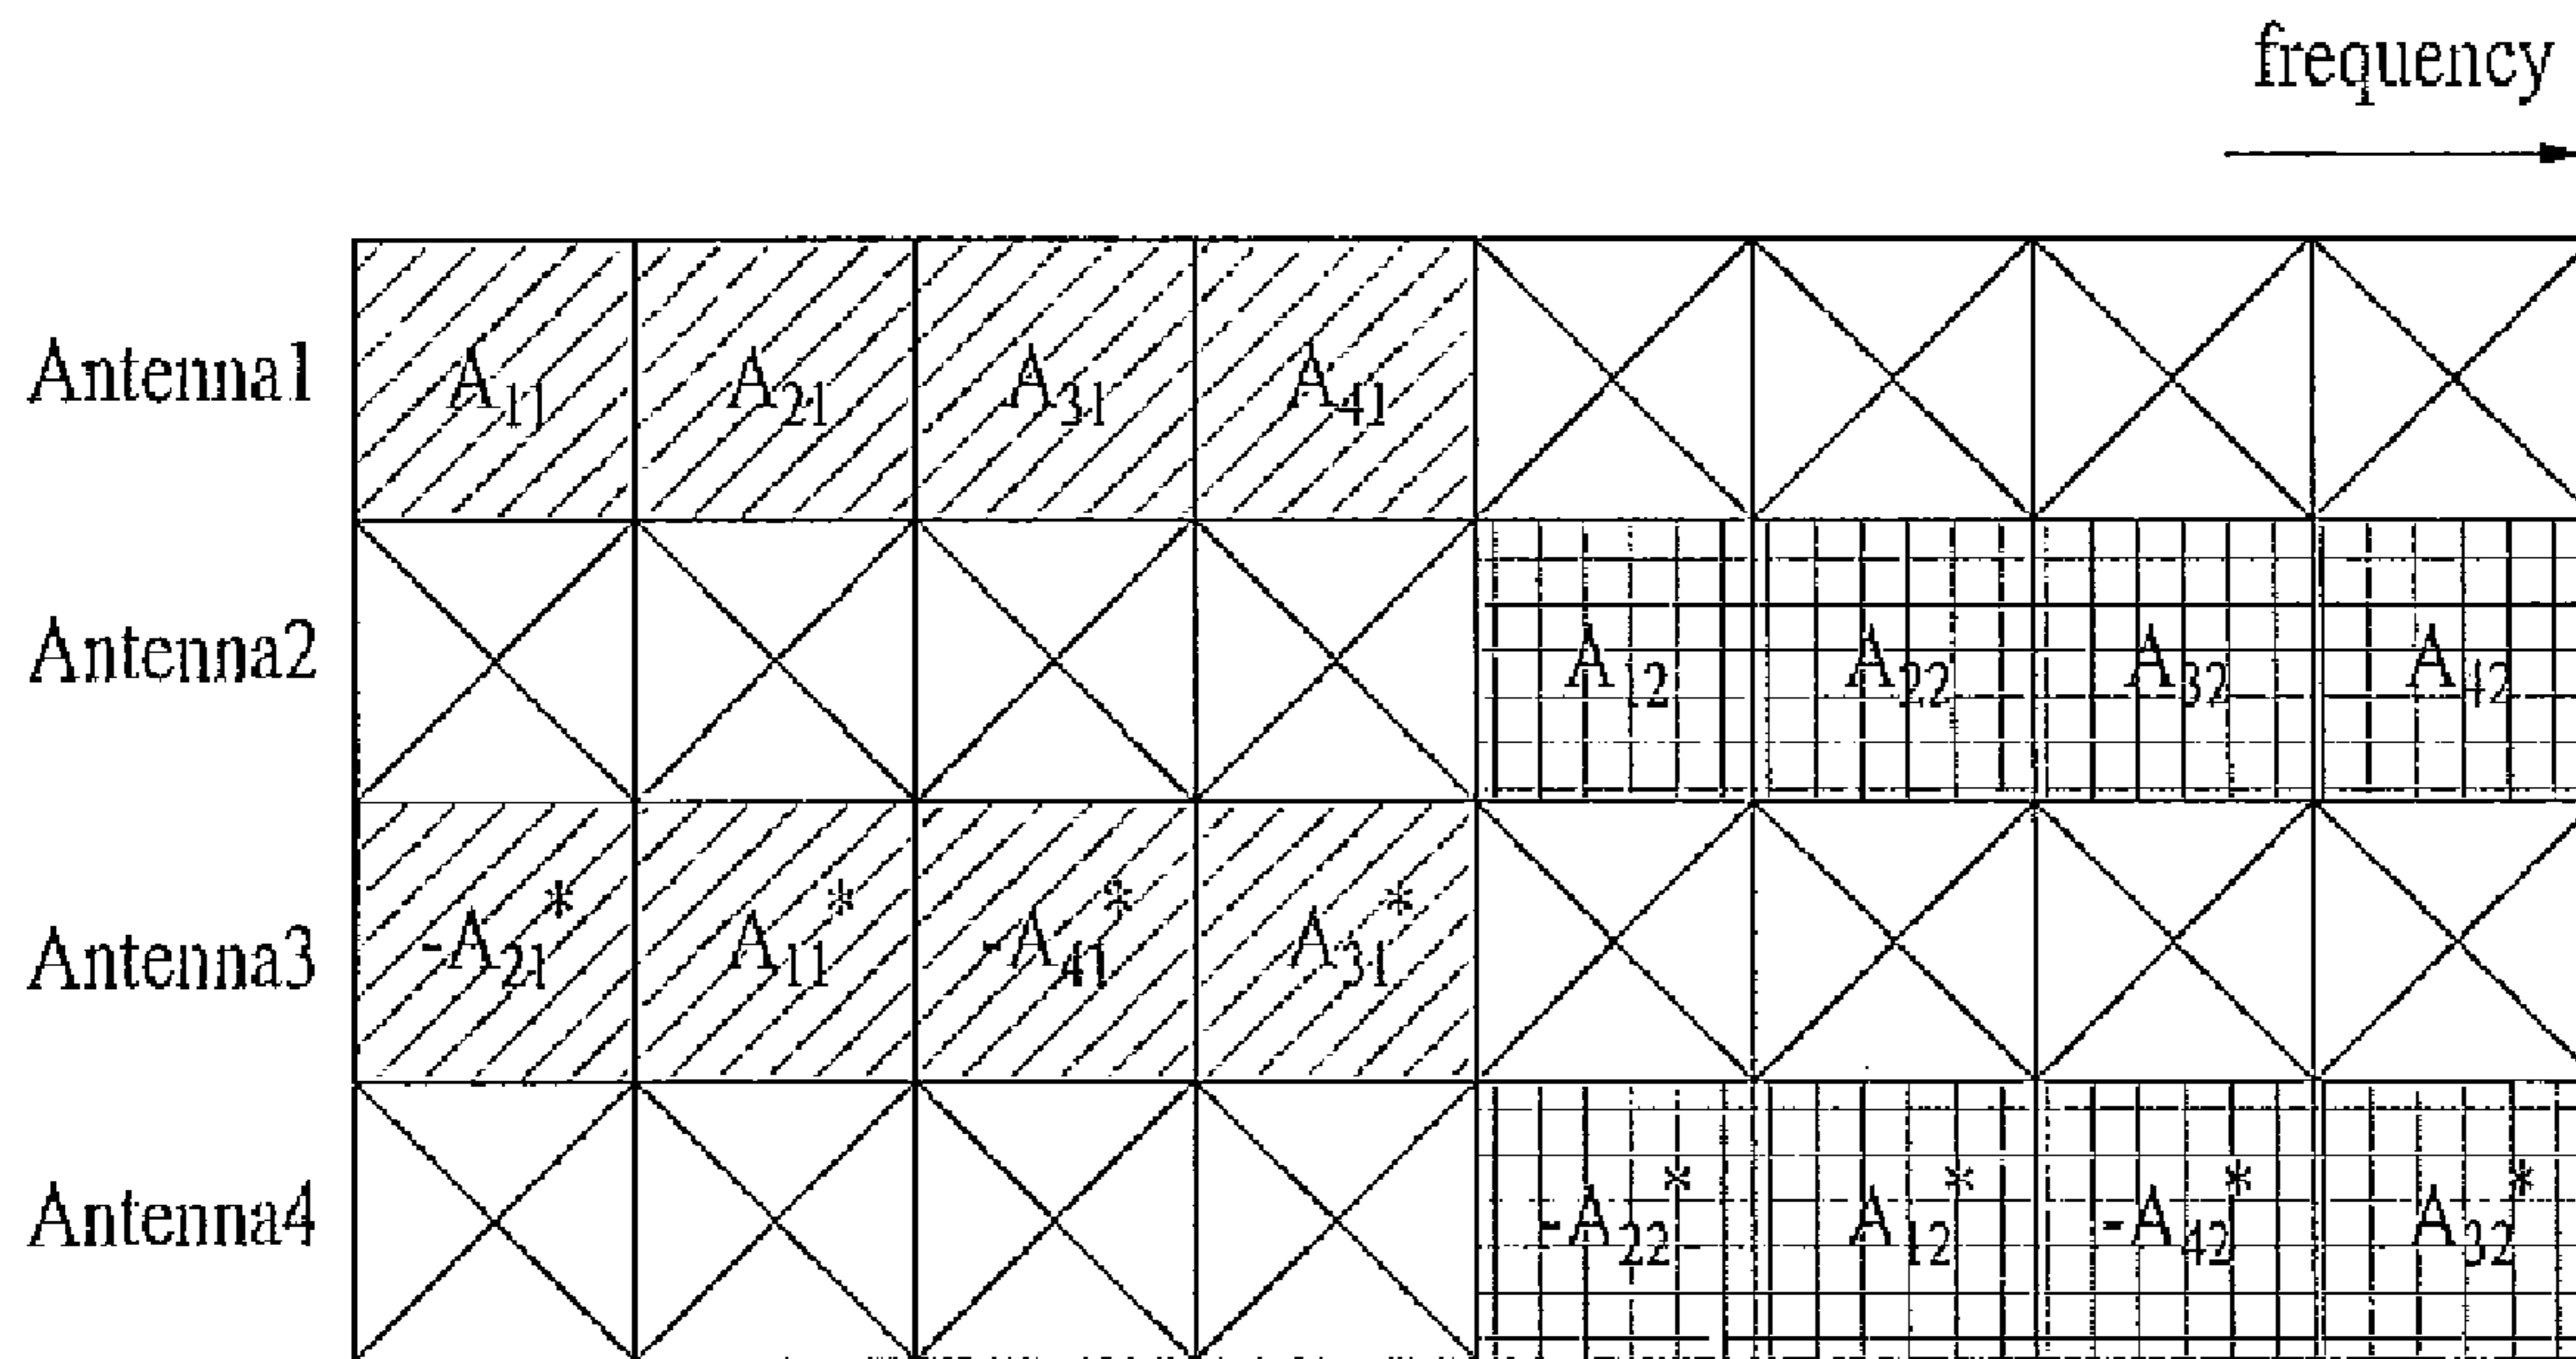 frequency
Antenna1 A₁₁ A₂₁ A₃₁ A₄₁
Antenna2 A₁₂ A₂₂ A₃₂ A₄₂
Antenna3 -A₂₁* A₁₁* -A₄₁* A₃₁*
Antenna4 -A₂₂* A₁₂* -A₄₂* A₃₂*